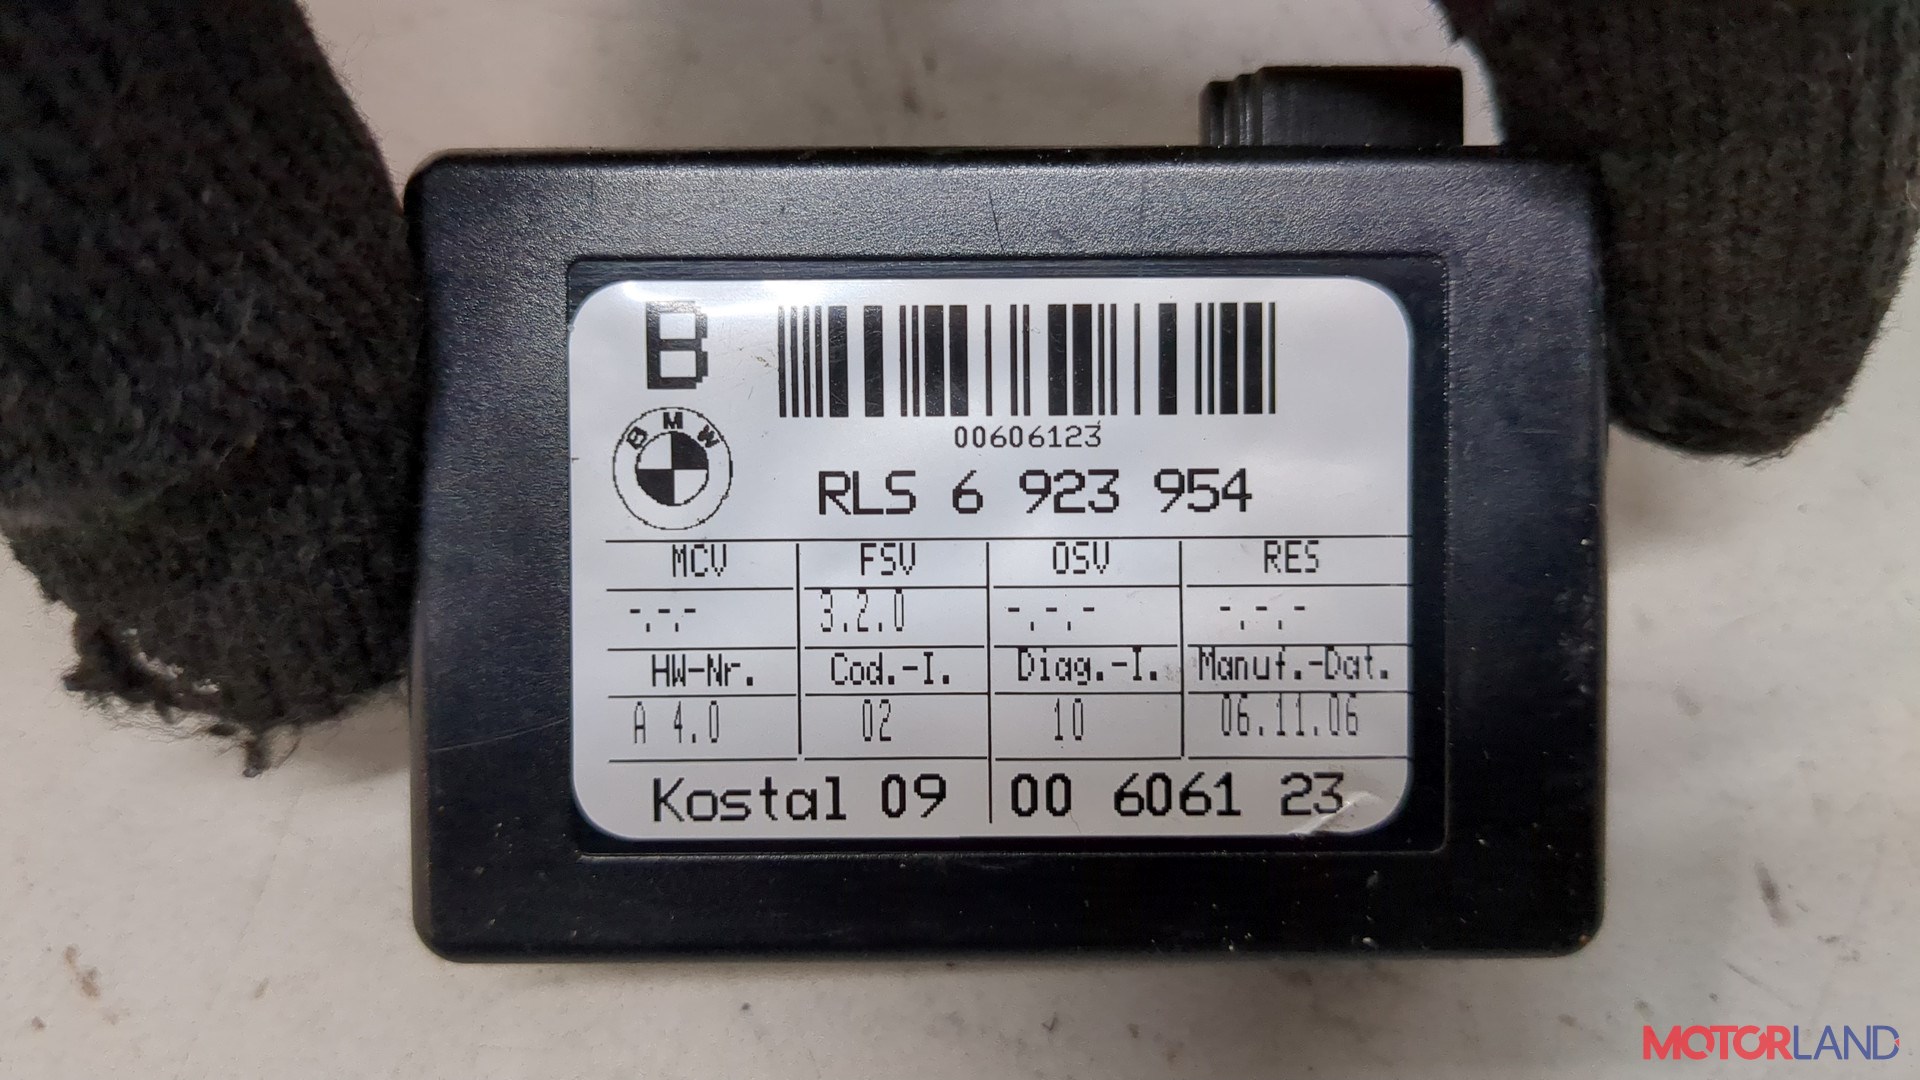 B
00606123
BMW
RLS 6 923 954
MCV FSV OSV RES
-.-.- 3.2.0 -.-.- -.-.-
HW-Nr. Cod.-I. Diag.-I. Manuf.-Dat.
A 4.0 02 10 06.11.06
Kostal 09 00 6061 23
MOTORLAND